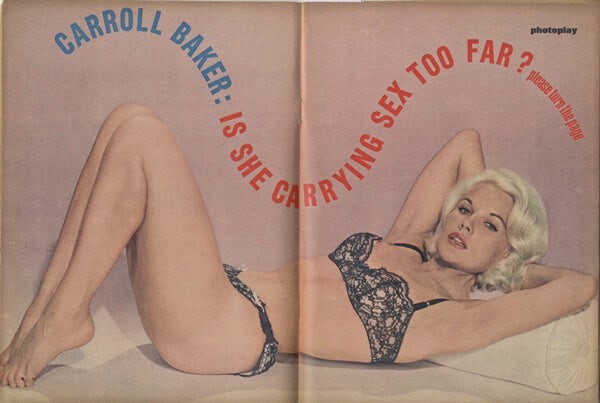 photoplay
CARROLL BAKER: IS SHE CARRYING SEX TOO FAR?
please turn the page